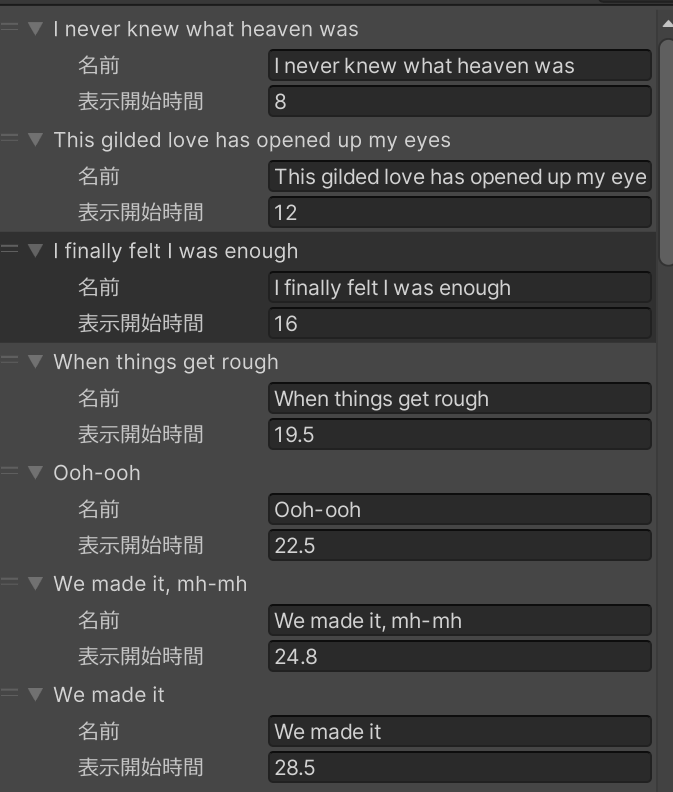 I never knew what heaven was
名前 I never knew what heaven was
表示開始時間 8
This gilded love has opened up my eyes
名前 This gilded love has opened up my eye
表示開始時間 12
I finally felt I was enough
名前 I finally felt I was enough
表示開始時間 16
When things get rough
名前 When things get rough
表示開始時間 19.5
Ooh-ooh
名前 Ooh-ooh
表示開始時間 22.5
We made it, mh-mh
名前 We made it, mh-mh
表示開始時間 24.8
We made it
名前 We made it
表示開始時間 28.5